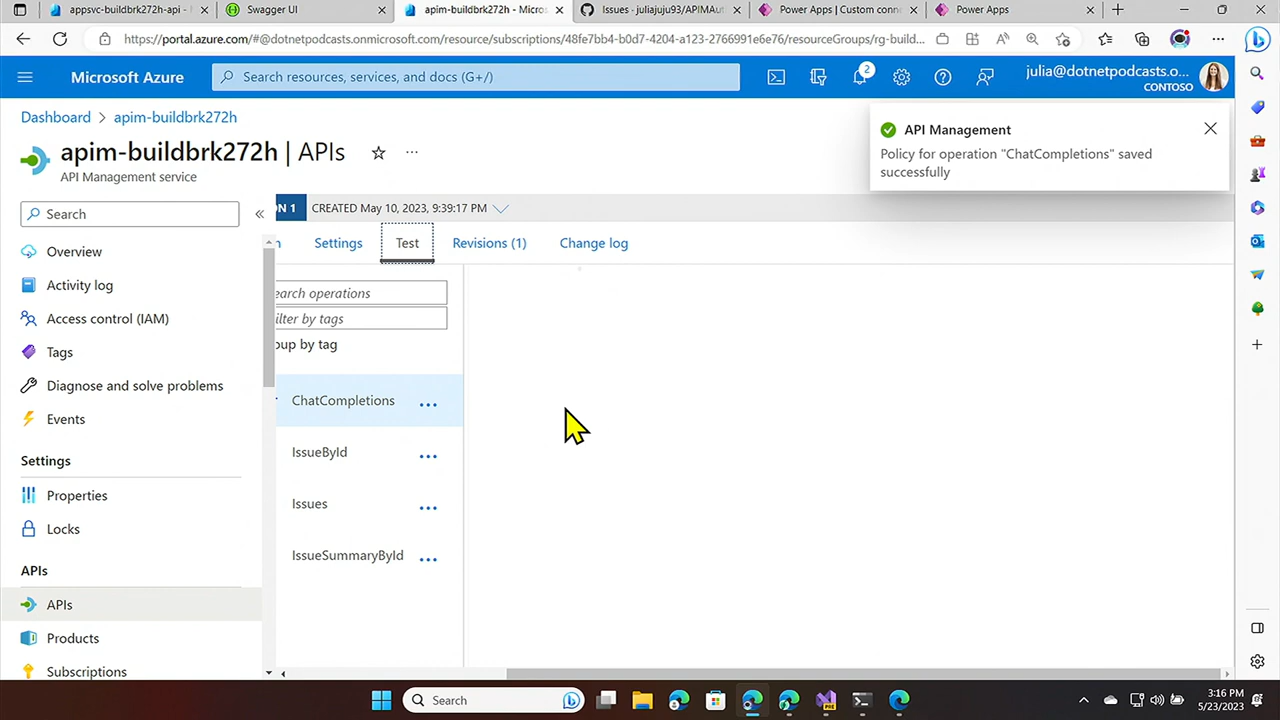 appsvc-buildbrk272h-api -
Swagger UI
apim-buildbrk272h - Micros
Issues · juliajuju93/APIMAut
Power Apps | Custom conn
Power Apps
https://portal.azure.com/#@dotnetpodcasts.onmicrosoft.com/resource/subscriptions/48fe7bb4-b0d7-4204-a123-2766991e6e76/resourceGroups/rg-build...
Microsoft Azure
Search resources, services, and docs (G+/)
2
julia@dotnetpodcasts.o...
CONTOSO
Dashboard > apim-buildbrk272h
API Management
Policy for operation "ChatCompletions" saved
successfully
apim-buildbrk272h | APIs
API Management service
Search
«
ON 1
CREATED May 10, 2023, 9:39:17 PM
n
Settings
Test
Revisions (1)
Change log
Overview
Activity log
Access control (IAM)
Tags
Diagnose and solve problems
Events
Settings
Properties
Locks
APIs
APIs
Products
Subscriptions
earch operations
ilter by tags
oup by tag
ChatCompletions
IssueById
Issues
IssueSummaryById
Search
3:16 PM
5/23/2023